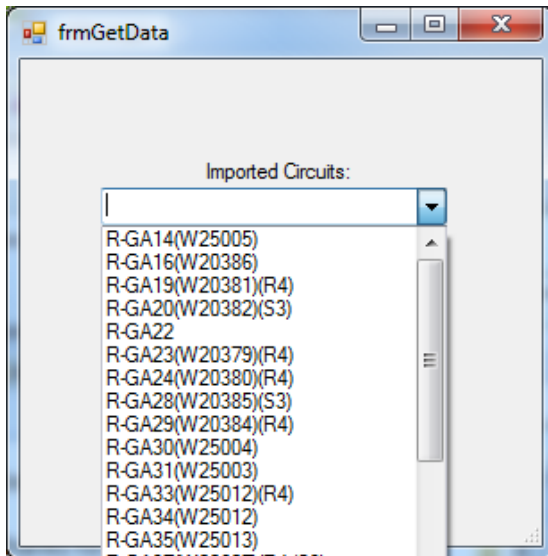 frmGetData
Imported Circuits:
R-GA14(W25005)
R-GA16(W20386)
R-GA19(W20381)(R4)
R-GA20(W20382)(S3)
R-GA22
R-GA23(W20379)(R4)
R-GA24(W20380)(R4)
R-GA28(W20385)(S3)
R-GA29(W20384)(R4)
R-GA30(W25004)
R-GA31(W25003)
R-GA33(W25012)(R4)
R-GA34(W25012)
R-GA35(W25013)